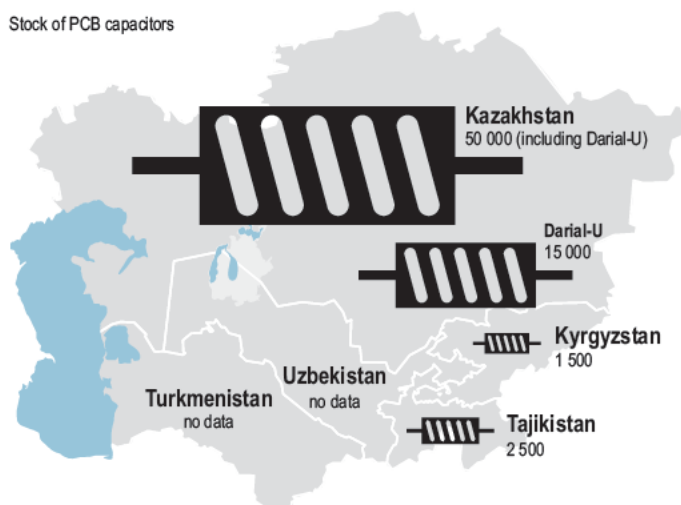 Stock of PCB capacitors
Kazakhstan
50 000 (including Darial-U)
Darial-U
15 000
Kyrgyzstan
1 500
Uzbekistan
no data
Turkmenistan
no data
Tajikistan
2 500